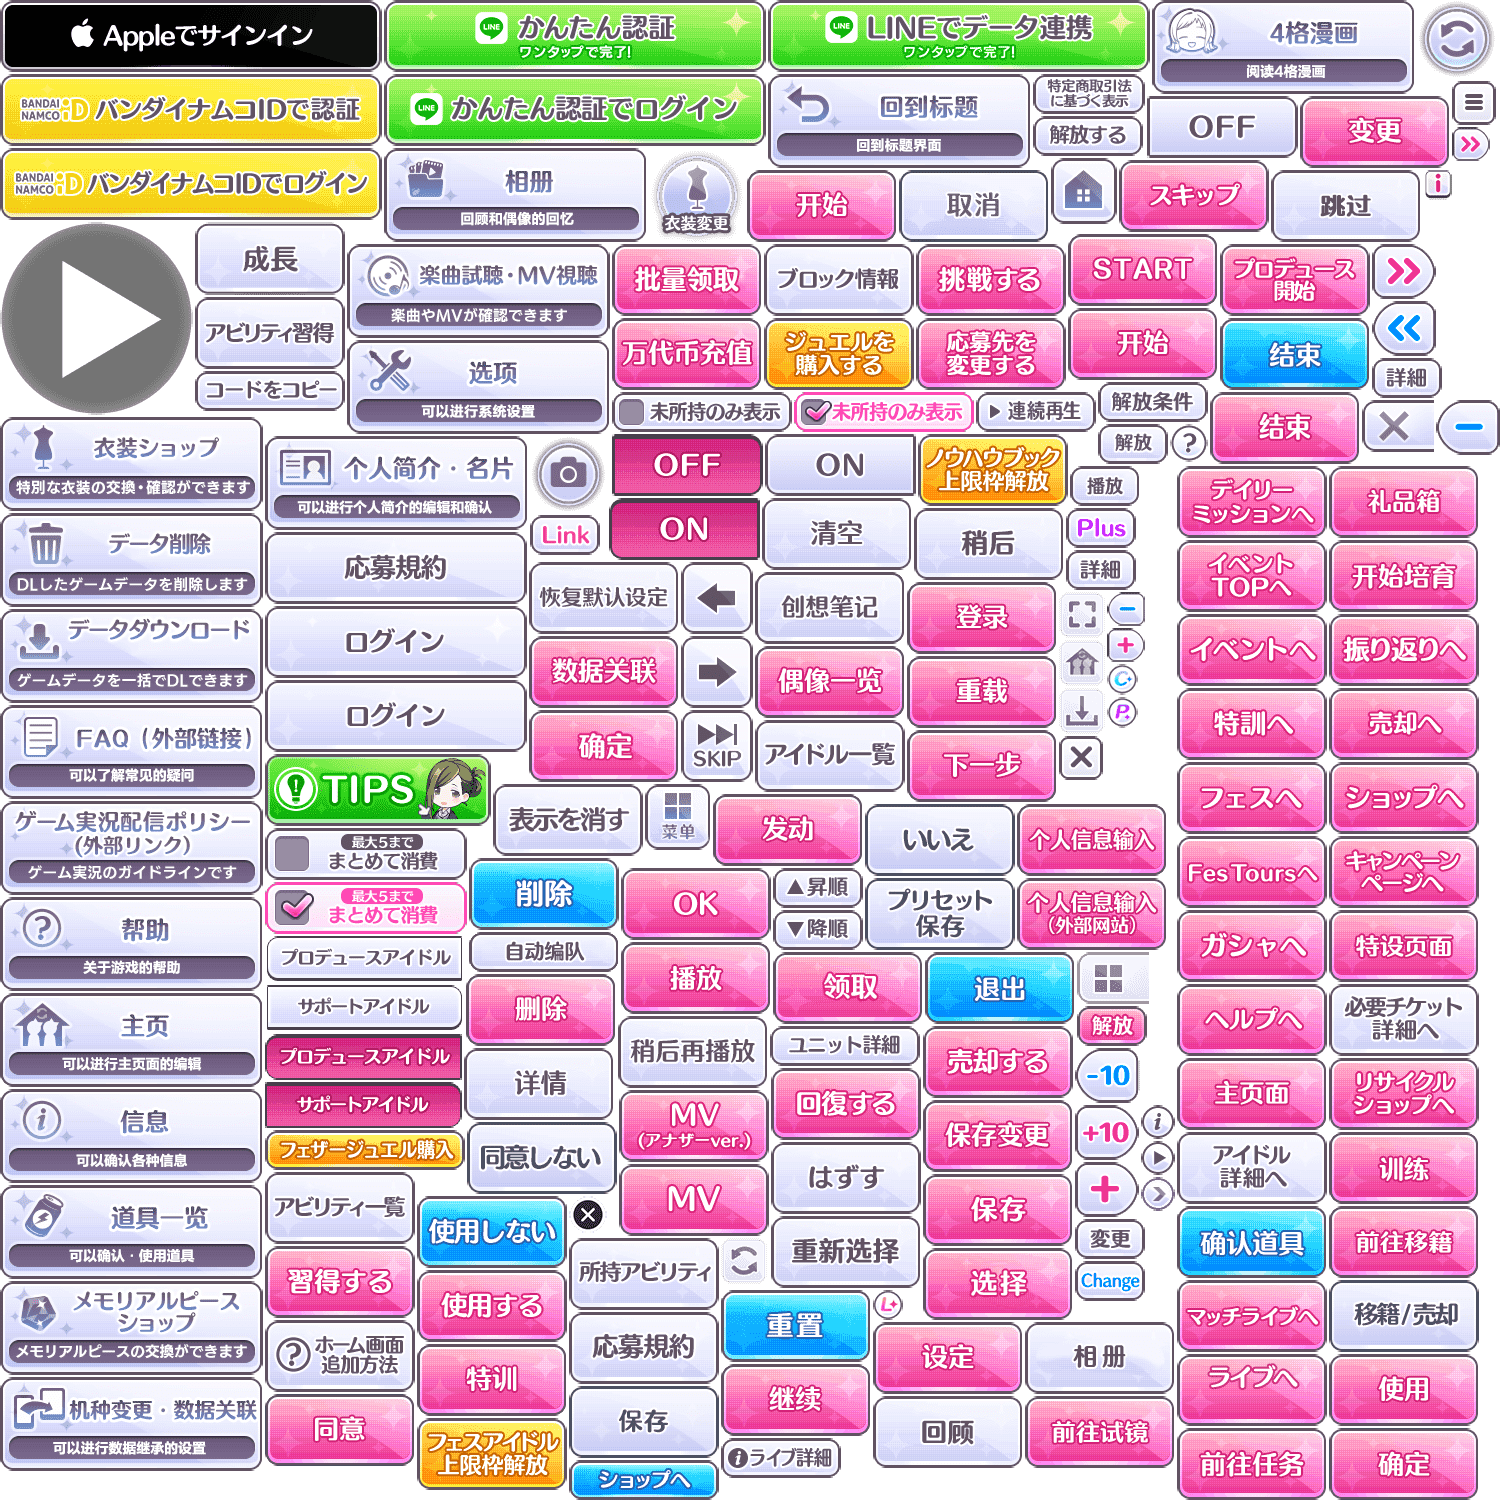 Appleでサインイン
かんたん認証
ワンタップで完了!
LINEでデータ連携
ワンタップで完了!
4格漫画
阅读4格漫画
BANDAI NAMCO ID バンダイナムコIDで認証
LINE かんたん認証でログイン
回到标题
回到标题界面
特定商取引法
に基づく表示
解放する
OFF
変更
BANDAI NAMCO ID バンダイナムコIDでログイン
相册
回顾和偶像的回忆
衣装変更
开始
取消
スキップ
跳过
成長
アビリティ習得
コードをコピー
楽曲試聴・MV視聴
楽曲やMVが確認できます
选项
可以进行系统设置
批量领取
ブロック情報
挑戦する
START
プロデュース
開始
万代币充值
ジュエルを
購入する
応募先を
変更する
开始
结束
詳細
未所持のみ表示
未所持のみ表示
連続再生
解放条件
解放
?
结束
衣装ショップ
特別な衣装の交換・確認ができます
个人简介・名片
可以进行个人简介的编辑和确认
Link
OFF
ON
ノウハウブック
上限枠解放
播放
ON
清空
稍后
Plus
詳細
デイリー
ミッションへ
礼品箱
データ削除
DLしたゲームデータを削除します
応募規約
恢复默认设定
创想笔记
登录
イベント
TOPへ
开始培育
データダウンロード
ゲームデータを一括でDLできます
ログイン
数据关联
偶像一览
重载
イベントへ
振り返りへ
FAQ（外部链接）
可以了解常见的疑问
ログイン
确定
SKIP
アイドル一覧
下一步
特訓へ
売却へ
TIPS
表示を消す
菜单
发动
いいえ
个人信息输入
フェスへ
ショップへ
ゲーム実況配信ポリシー
(外部リンク)
ゲーム実況のガイドラインです
最大5まで
まとめて消費
最大5まで
まとめて消費
削除
OK
▲昇順
▼降順
プリセット
保存
个人信息输入
(外部网站)
Fes Toursへ
キャンペーン
ページへ
帮助
关于游戏的帮助
プロデュースアイドル
自动编队
播放
领取
退出
ガシャへ
特设页面
サポートアイドル
删除
稍后再播放
ユニット詳細
売却する
解放
ヘルプへ
必要チケット
詳細へ
主页
可以进行主页面的编辑
プロデュースアイドル
サポートアイドル
详情
MV
(アナザーver.)
回復する
保存变更
-10
+10
主页面
リサイクル
ショップへ
信息
可以确认各种信息
フェザージュエル購入
同意しない
MV
はずす
保存
アイドル
詳細へ
训练
道具一览
可以确认・使用道具
アビリティ一覧
使用しない
所持アビリティ
重新选择
选择
変更
Change
确认道具
前往移籍
習得する
使用する
応募規約
重置
设定
相册
マッチライブへ
移籍/売却
メモリアルピース
ショップ
メモリアルピースの交換ができます
ホーム画面
追加方法
特训
继续
ライブへ
使用
机种变更・数据关联
可以进行数据继承的设置
同意
フェスアイドル
上限枠解放
保存
ショップへ
ライブ詳細
回顾
前往试镜
前往任务
确定